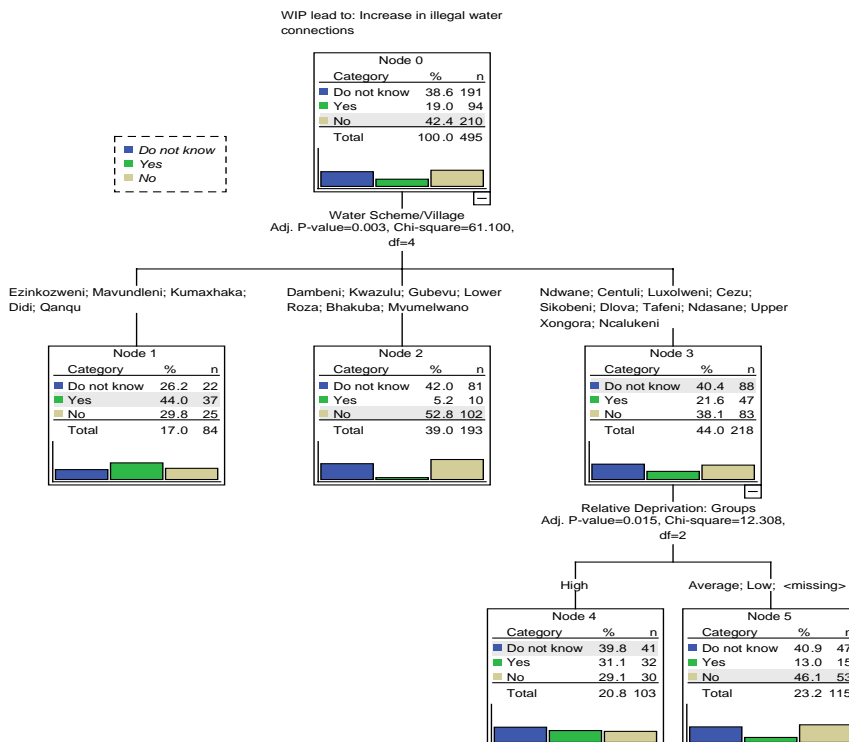 WIP lead to: Increase in illegal water
connections
Node 0
Category % n
Do not know 38.6 191
Yes 19.0 94
No 42.4 210
Total 100.0 495
Do not know
Yes
No
Water Scheme/Village
Adj. P-value=0.003, Chi-square=61.100,
df=4
Ezinkozweni; Mavundleni; Kumaxhaka;
Didi; Qanqu
Node 1
Category % n
Do not know 26.2 22
Yes 44.0 37
No 29.8 25
Total 17.0 84
Dambeni; Kwazulu; Gubevu; Lower
Roza; Bhakuba; Mvumelwano
Node 2
Category % n
Do not know 42.0 81
Yes 5.2 10
No 52.8 102
Total 39.0 193
Ndwane; Centuli; Luxolweni; Cezu;
Sikobeni; Dlova; Tafeni; Ndasane; Upper
Xongora; Ncalukeni
Node 3
Category % n
Do not know 40.4 88
Yes 21.6 47
No 38.1 83
Total 44.0 218
Relative Deprivation: Groups
Adj. P-value=0.015, Chi-square=12.308,
df=2
High
Node 4
Category % n
Do not know 39.8 41
Yes 31.1 32
No 29.1 30
Total 20.8 103
Average; Low; <missing>
Node 5
Category % n
Do not know 40.9 47
Yes 13.0 15
No 46.1 53
Total 23.2 115